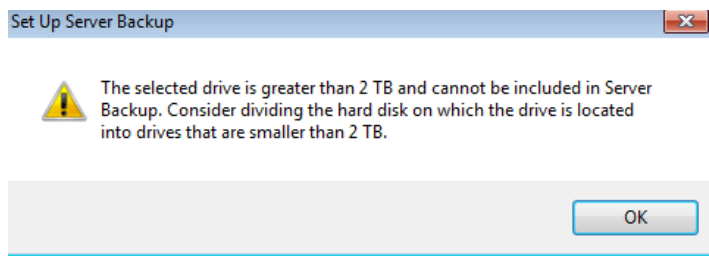 Set Up Server Backup
The selected drive is greater than 2 TB and cannot be included in Server
Backup. Consider dividing the hard disk on which the drive is located
into drives that are smaller than 2 TB.
OK